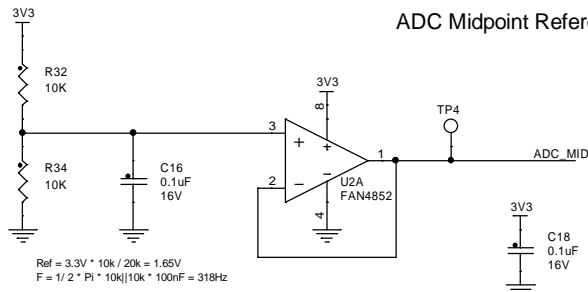 ADC Midpoint Refere
3V3
R32
10K
3V3
8
TP4
3
1
ADC_MID
R34
10K
C16
0.1uF
16V
2
U2A
FAN4852
4
3V3
C18
0.1uF
16V
Ref = 3.3V * 10k / 20k = 1.65V
F = 1/ 2 * Pi * 10k||10k * 100nF = 318Hz